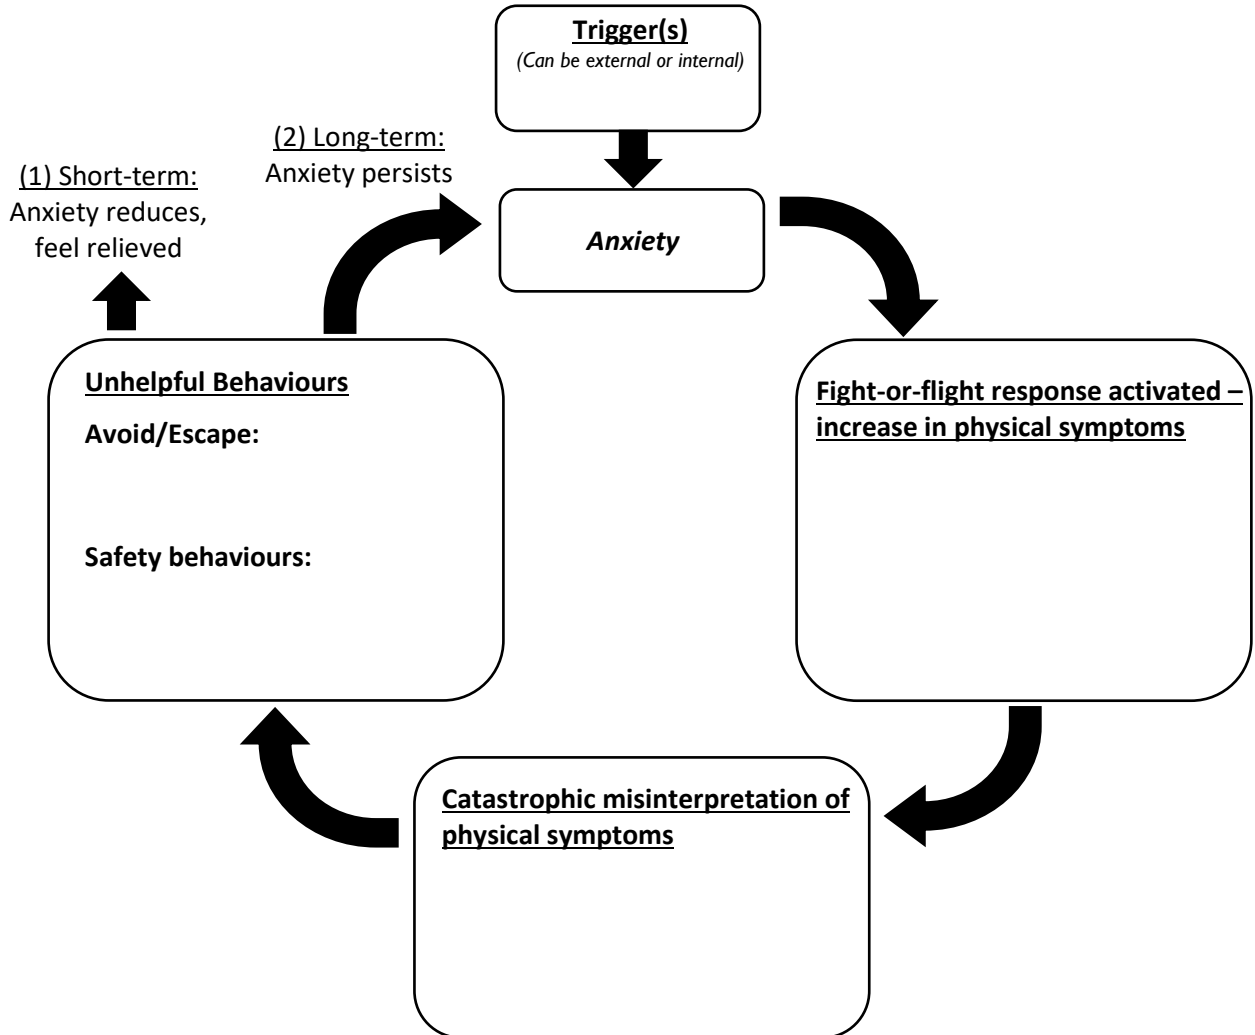 Trigger(s)
(Can be external or internal)
(2) Long-term:
Anxiety persists
(1) Short-term:
Anxiety reduces,
feel relieved
Anxiety
Unhelpful Behaviours
Avoid/Escape:
Safety behaviours:
Fight-or-flight response activated –
increase in physical symptoms
Catastrophic misinterpretation of
physical symptoms